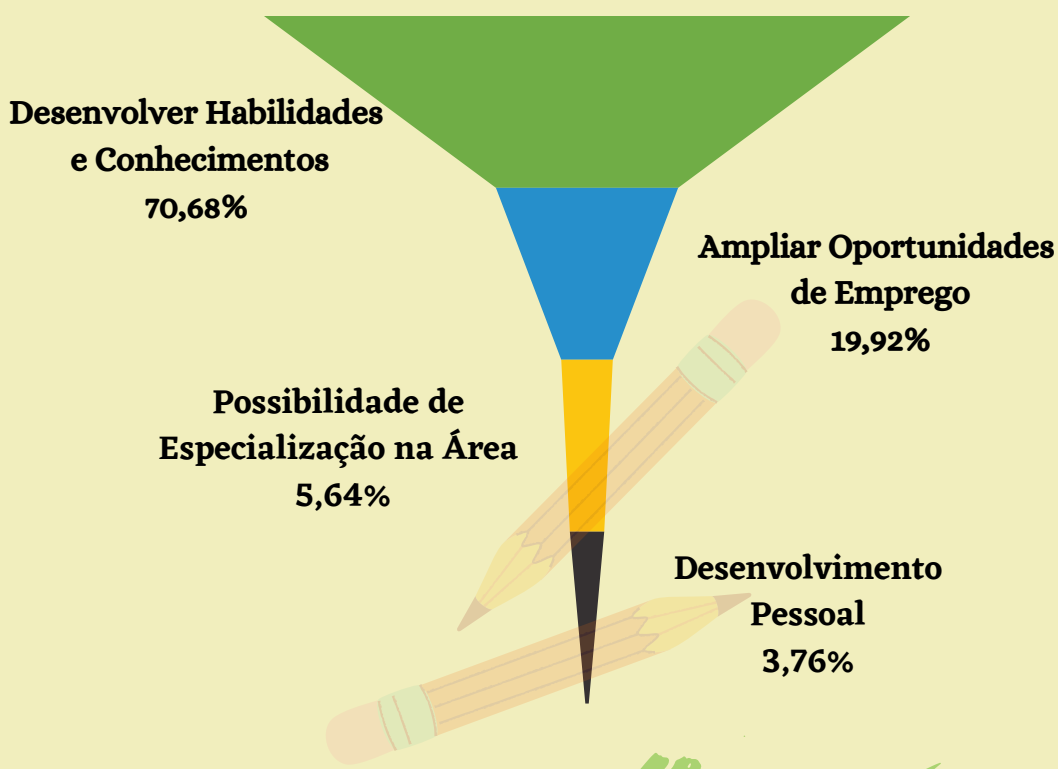 Desenvolver Habilidades
e Conhecimentos
70,68%
Ampliar Oportunidades
de Emprego
19,92%
Possibilidade de
Especialização na Área
5,64%
Desenvolvimento
Pessoal
3,76%